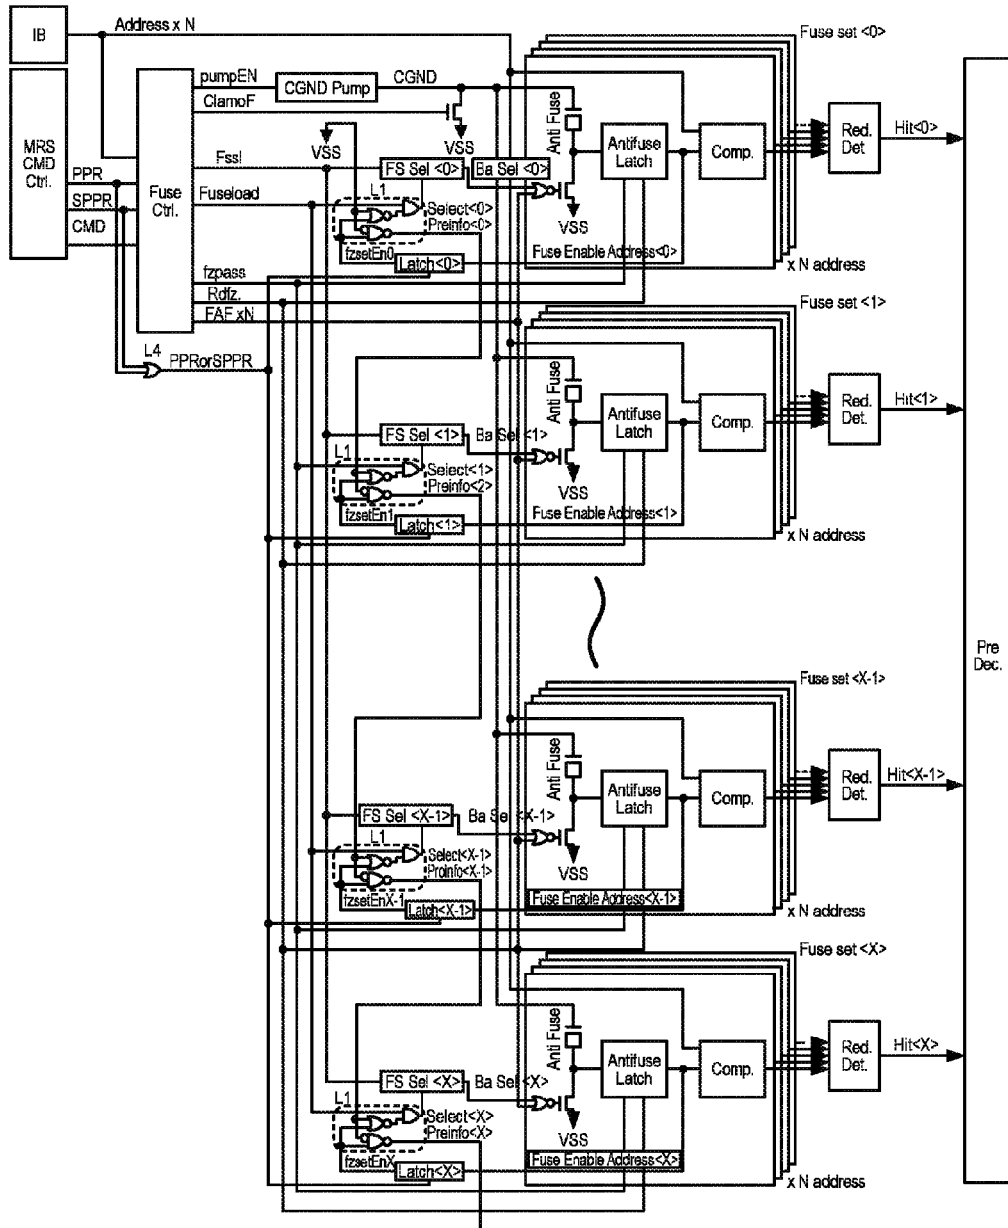 IB
Address x N
MRS
CMD
Ctrl.
PPR
SPPR
CMD
Fuse
Ctrl.
pumpEN
CGND Pump
CGND
ClamoF
VSS
VSS
Fssl
Fuseload
fzpass
Rdfz.
FAF xN
L4
PPRorSPPR
Pre
Dec.
FS Sel <0>
Ba Sel <0>
L1
Select<0>
Preinfo<0>
fzsetEn0
Latch<0>
Fuse set <0>
Anti Fuse
Antifuse
Latch
Comp.
VSS
Fuse Enable Address<0>
x N address
Red.
Det
Hit<0>
FS Sel <1>
Ba Sel <1>
L1
Select<1>
Preinfo<2>
fzsetEn1
Latch<1>
Fuse set <1>
Anti Fuse
Antifuse
Latch
Comp.
VSS
Fuse Enable Address<1>
x N address
Red.
Det.
Hit<1>
FS Sel <X-1>
Ba Sel <X-1>
L1
Select<X-1>
Proinfo<X-1>
fzsetEnX-1
Latch<X-1>
Fuse set <X-1>
Anti Fuse
Antifuse
Latch
Comp.
VSS
Fuse Enable Address<X-1>
x N address
Red.
Det.
Hit<X-1>
FS Sel <X>
Ba Sel <X>
L1
Select<X>
Preinfo<X>
fzsetEnX
Latch<X>
Fuse set <X>
Anti Fuse
Antifuse
Latch
Comp.
VSS
Fuse Enable Address<X>
x N address
Red.
Det.
Hit<X>